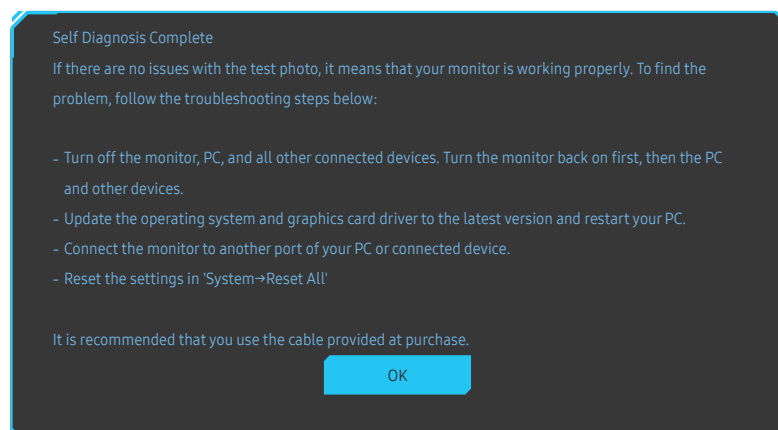 Self Diagnosis Complete
If there are no issues with the test photo, it means that your monitor is working properly. To find the
problem, follow the troubleshooting steps below:
- Turn off the monitor, PC, and all other connected devices. Turn the monitor back on first, then the PC
and other devices.
- Update the operating system and graphics card driver to the latest version and restart your PC.
- Connect the monitor to another port of your PC or connected device.
- Reset the settings in 'System→Reset All'
It is recommended that you use the cable provided at purchase.
OK